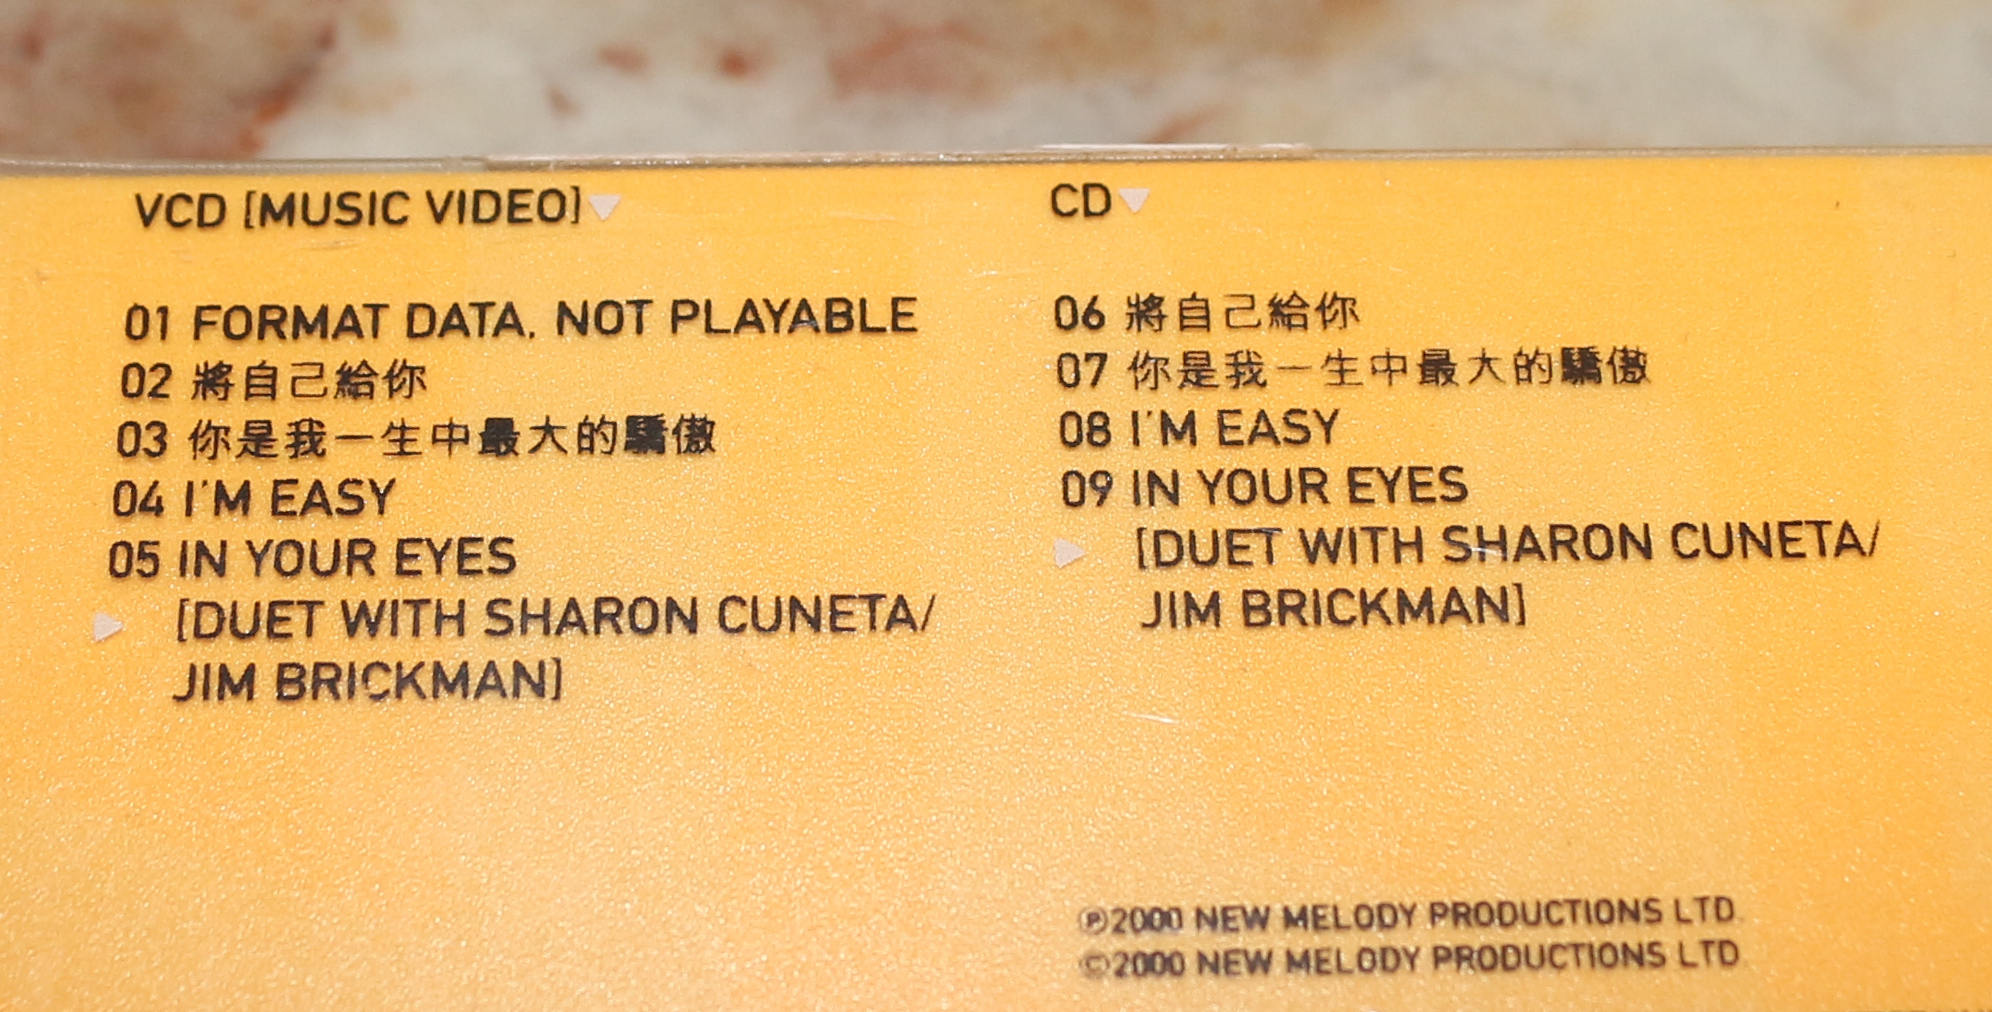 VCD [MUSIC VIDEO]
01 FORMAT DATA. NOT PLAYABLE
02 將自己給你
03 你是我一生中最大的驕傲
04 I'M EASY
05 IN YOUR EYES
[DUET WITH SHARON CUNETA/
JIM BRICKMAN]
CD
06 將自己給你
07 你是我一生中最大的驕傲
08 I'M EASY
09 IN YOUR EYES
[DUET WITH SHARON CUNETA/
JIM BRICKMAN]
℗2000 NEW MELODY PRODUCTIONS LTD.
©2000 NEW MELODY PRODUCTIONS LTD